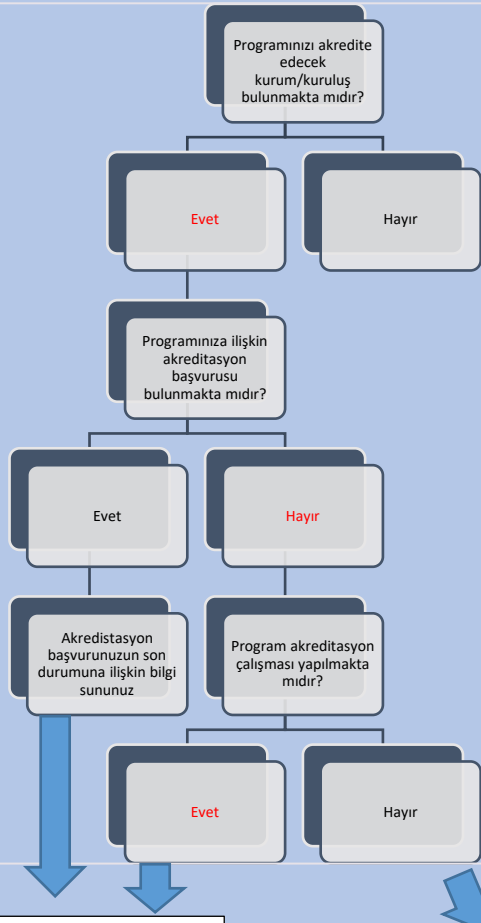 Programınızı akredite
edecek
kurum/kuruluş
bulunmakta mıdır?
Evet
Hayır
Programınıza ilişkin
akreditasyon
başvurusu
bulunmakta mıdır?
Evet
Hayır
Akredistasyon
başvurunuzun son
durumuna ilişkin bilgi
sununuz
Program akreditasyon
çalışması yapılmakta
mıdır?
Evet
Hayır